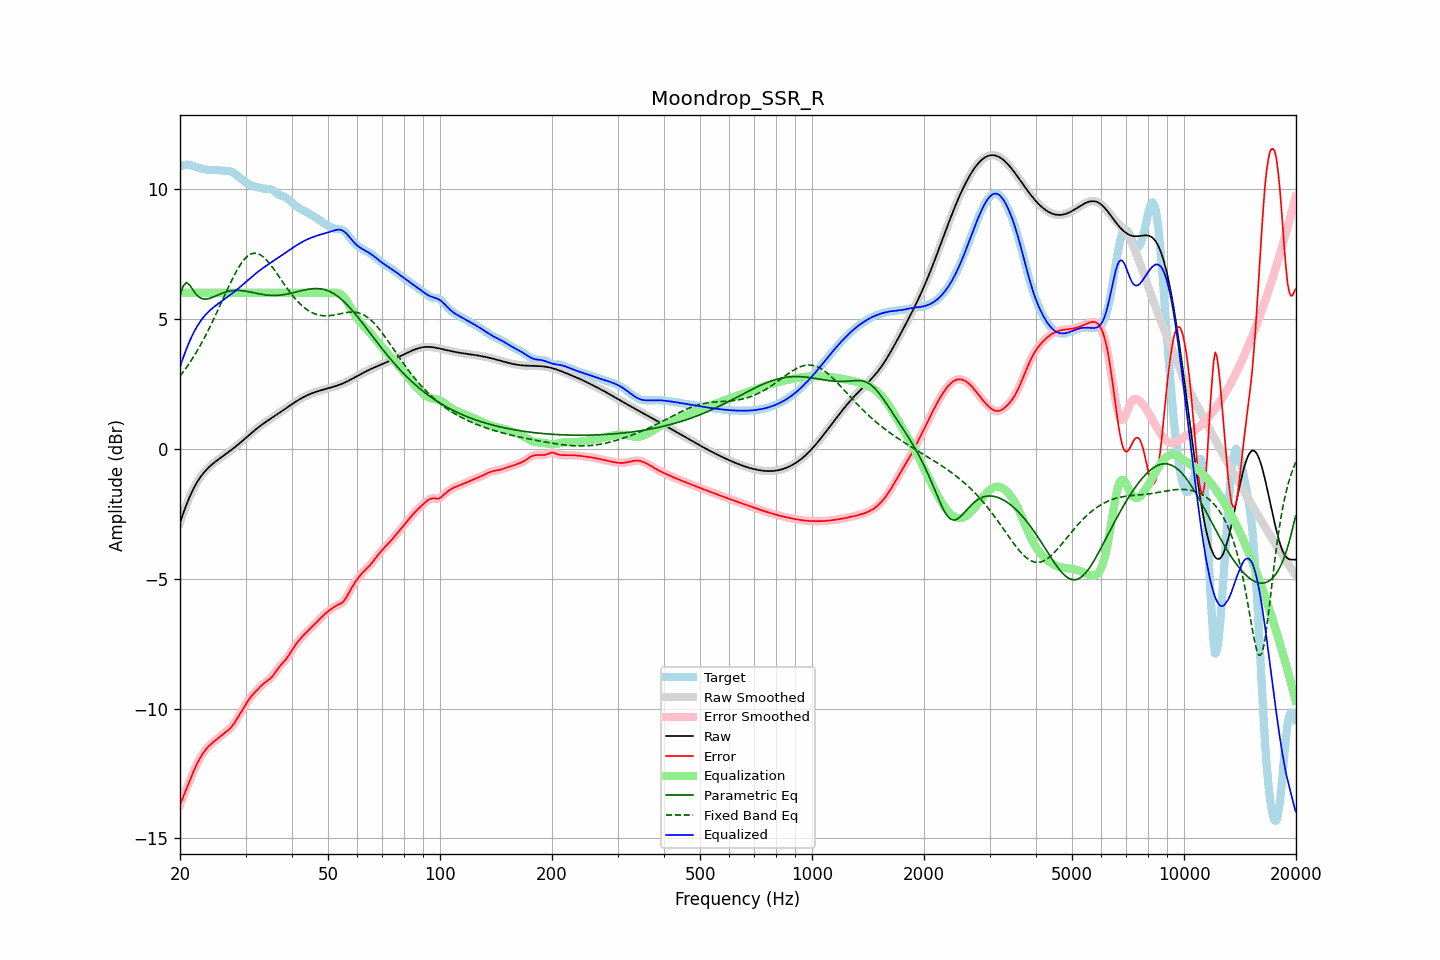 Moondrop_SSR_R
Amplitude (dBr)
10
5
0
−5
−10
−15
Target
Raw Smoothed
Error Smoothed
Raw
Error
Equalization
Parametric Eq
Fixed Band Eq
Equalized
20 50 100 200 500 1000 2000 5000 10000 20000
Frequency (Hz)